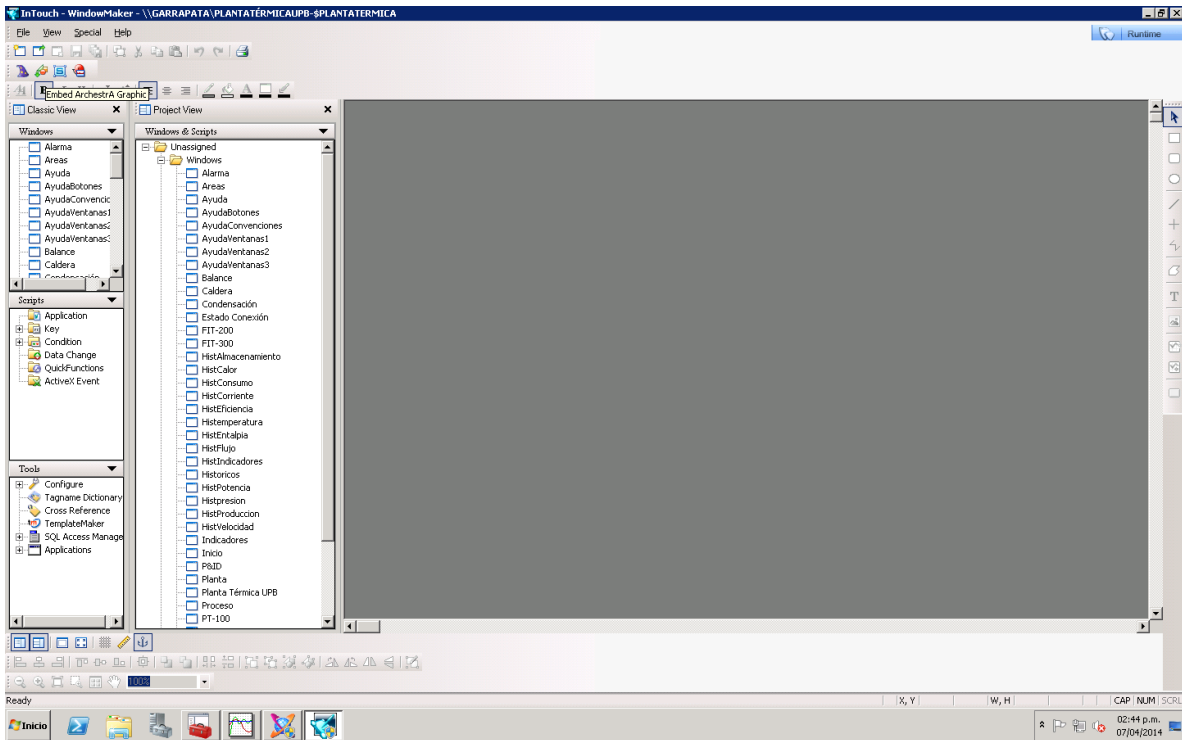 InTouch - WindowMaker - \\GARRAPATA\PLANTATÉRMICAUPB-$PLANTATERMICA
File View Special Help
Runtime
Embed ArchestrA Graphic
Classic View
Windows
Alarma
Areas
Ayuda
AyudaBotones
AyudaConvencic
AyudaVentanas1
AyudaVentanas2
AyudaVentanas3
Balance
Caldera
Condensación
Scripts
Application
Key
Condition
Data Change
QuickFunctions
ActiveX Event
Tools
Configure
Tagname Dictionary
Cross Reference
TemplateMaker
SQL Access Manage
Applications
Project View
Windows & Scripts
Unassigned
Windows
Alarma
Areas
Ayuda
AyudaBotones
AyudaConvenciones
AyudaVentanas1
AyudaVentanas2
AyudaVentanas3
Balance
Caldera
Condensación
Estado Conexión
FIT-200
FIT-300
HistAlmacenamiento
HistCalor
HistConsumo
HistCorriente
HistEficiencia
Histemperatura
HistEntalpia
HistFlujo
HistIndicadores
Historicos
HistPotencia
Histpresion
HistProduccion
HistVelocidad
Indicadores
Inicio
P&ID
Planta
Planta Térmica UPB
Proceso
PT-100
100%
Ready
X, Y
W, H
CAP NUM SCRL
Inicio
02:44 p.m.
07/04/2014